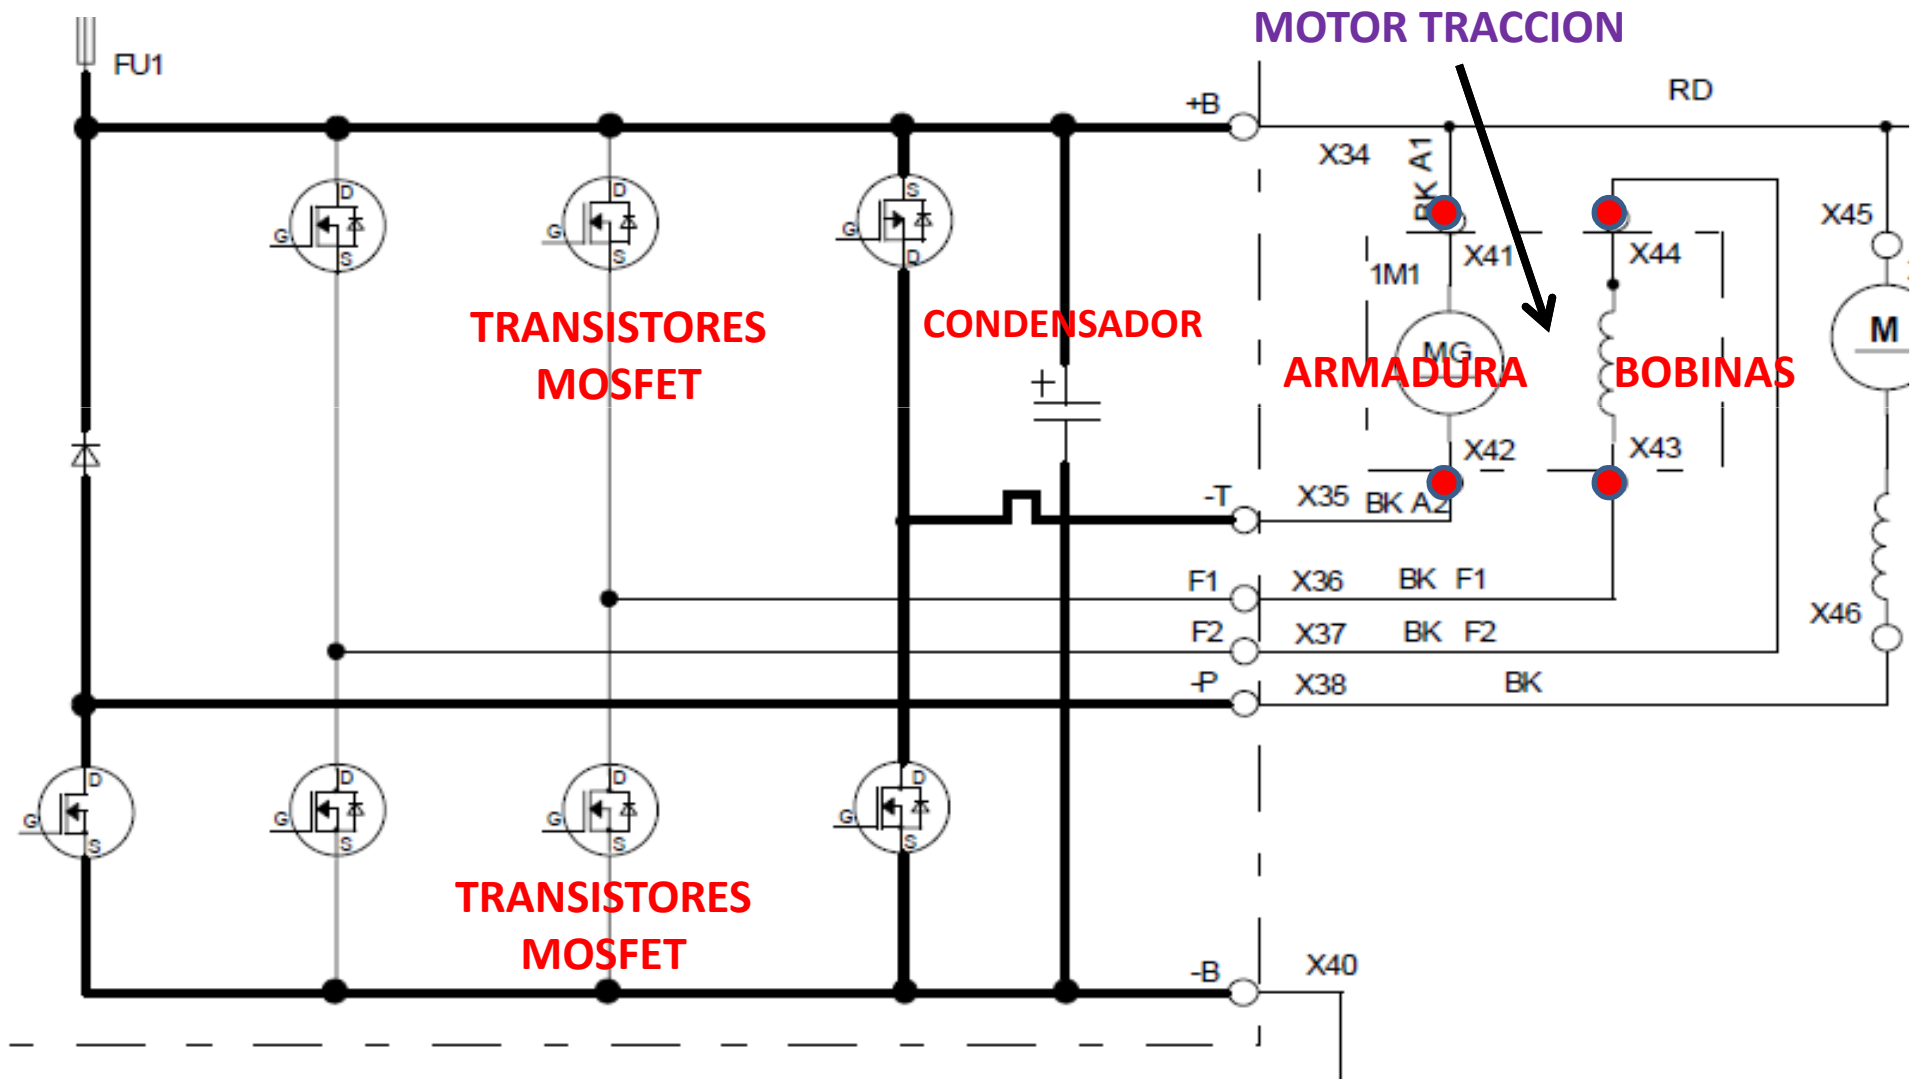 MOTOR TRACCION
FU1
+B
RD
X34
BK A1
D
G
S
D
G
S
S
G
D
X45
X41
X44
1M1
TRANSISTORES
MOSFET
CONDENSADOR
+
MG
ARMADURA
BOBINAS
M
X42
X43
-T
X35
BK A2
F1
X36
BK F1
F2
X37
BK F2
X46
-P
X38
BK
D
G
S
D
G
S
D
G
S
D
G
S
TRANSISTORES
MOSFET
-B
X40